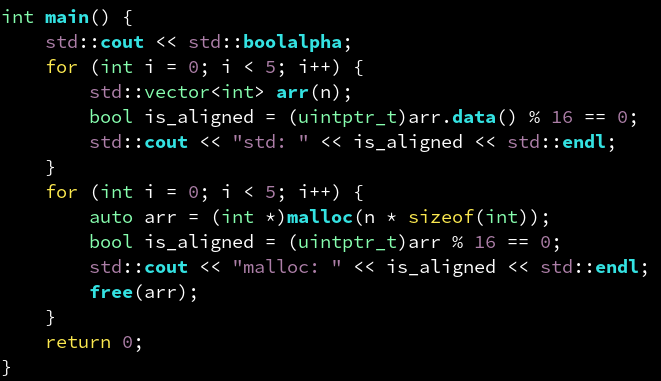 int main() {
    std::cout << std::boolalpha;
    for (int i = 0; i < 5; i++) {
        std::vector<int> arr(n);
        bool is_aligned = (uintptr_t)arr.data() % 16 == 0;
        std::cout << "std: " << is_aligned << std::endl;
    }
    for (int i = 0; i < 5; i++) {
        auto arr = (int *)malloc(n * sizeof(int));
        bool is_aligned = (uintptr_t)arr % 16 == 0;
        std::cout << "malloc: " << is_aligned << std::endl;
        free(arr);
    }
    return 0;
}